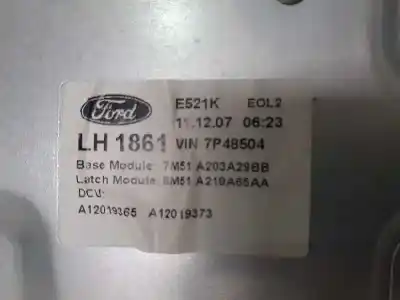 Ford E521K EOL2
11.12.07 06:23
LH 1861 VIN 7P48504
Base Module: 7M51 A203A29BB
Latch Module: 8M51 A219A65AA
DCU:
A12019365 A12019373